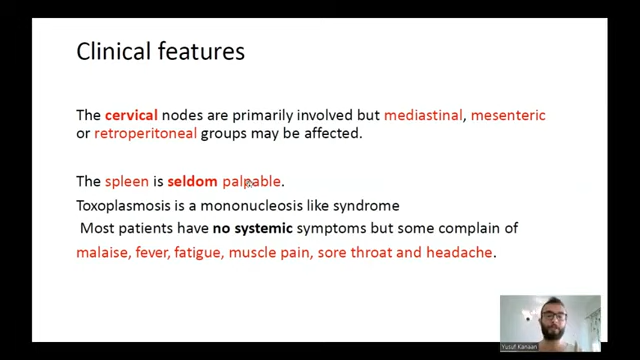 Clinical features
The cervical nodes are primarily involved but mediastinal, mesenteric
or retroperitoneal groups may be affected.
The spleen is seldom palpable.
Toxoplasmosis is a mononucleosis like syndrome
Most patients have no systemic symptoms but some complain of
malaise, fever, fatigue, muscle pain, sore throat and headache.
Yusuf Kanaan